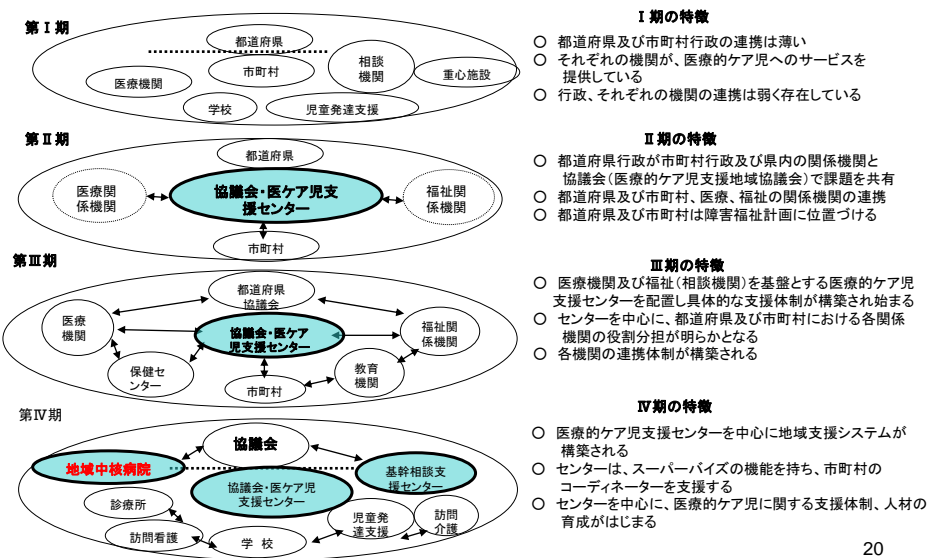 第Ⅰ期
都道府県
市町村
相談
機関
重心施設
医療機関
学校
児童発達支援
Ⅰ期の特徴
○ 都道府県及び市町村行政の連携は薄い
○ それぞれの機関が、医療的ケア児へのサービスを
提供している
○ 行政、それぞれの機関の連携は弱く存在している
第Ⅱ期
都道府県
医療関
係機関
協議会・医ケア児支
援センター
福祉関
係機関
市町村
Ⅱ期の特徴
○ 都道府県行政が市町村行政及び県内の関係機関と
協議会(医療的ケア児支援地域協議会)で課題を共有
○ 都道府県及び市町村、医療、福祉の関係機関の連携
○ 都道府県及び市町村は障害福祉計画に位置づける
第Ⅲ期
都道府県
協議会
医療
機関
協議会・医ケア
児支援センター
福祉関
係機関
保健セ
ンター
市町村
教育
機関
Ⅲ期の特徴
○ 医療機関及び福祉(相談機関)を基盤とする医療的ケア児
支援センターを配置し具体的な支援体制が構築され始まる
○ センターを中心に、都道府県及び市町村における各関係
機関の役割分担が明らかとなる
○ 各機関の連携体制が構築される
第Ⅳ期
協議会
地域中核病院
協議会・医ケア児
支援センター
基幹相談支
援センター
診療所
訪問看護
学 校
児童発
達支援
訪問
介護
Ⅳ期の特徴
○ 医療的ケア児支援センターを中心に地域支援システムが
構築される
○ センターは、スーパーバイズの機能を持ち、市町村の
コーディネーターを支援する
○ センターを中心に、医療的ケア児に関する支援体制、人材の
育成がはじまる
20